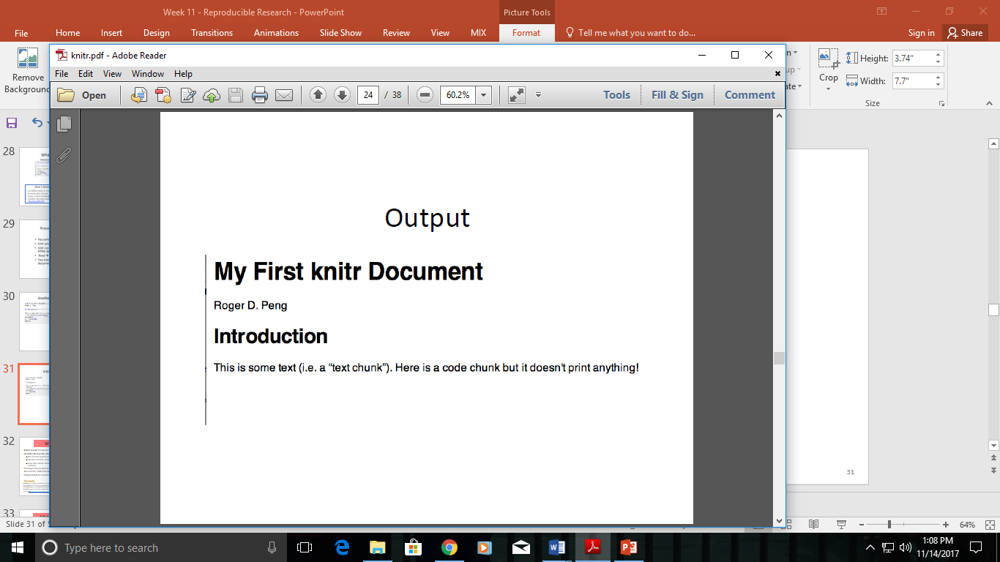 Week 11 - Reproducible Research - PowerPoint
Picture Tools
File Home Insert Design Transitions Animations Slide Show Review View MIX Format Tell me what you want to do... Sign in Share
Remove
Background
Crop
Height: 3.74"
Width: 7.7"
Size
knitr.pdf - Adobe Reader
File Edit View Window Help
Open 24 / 38 60.2% Tools Fill & Sign Comment
Output
My First knitr Document
Roger D. Peng
Introduction
This is some text (i.e. a “text chunk”). Here is a code chunk but it doesn't print anything!
28
29
30
31
32
33
31
Slide 31 of
64%
Type here to search
1:08 PM
11/14/2017